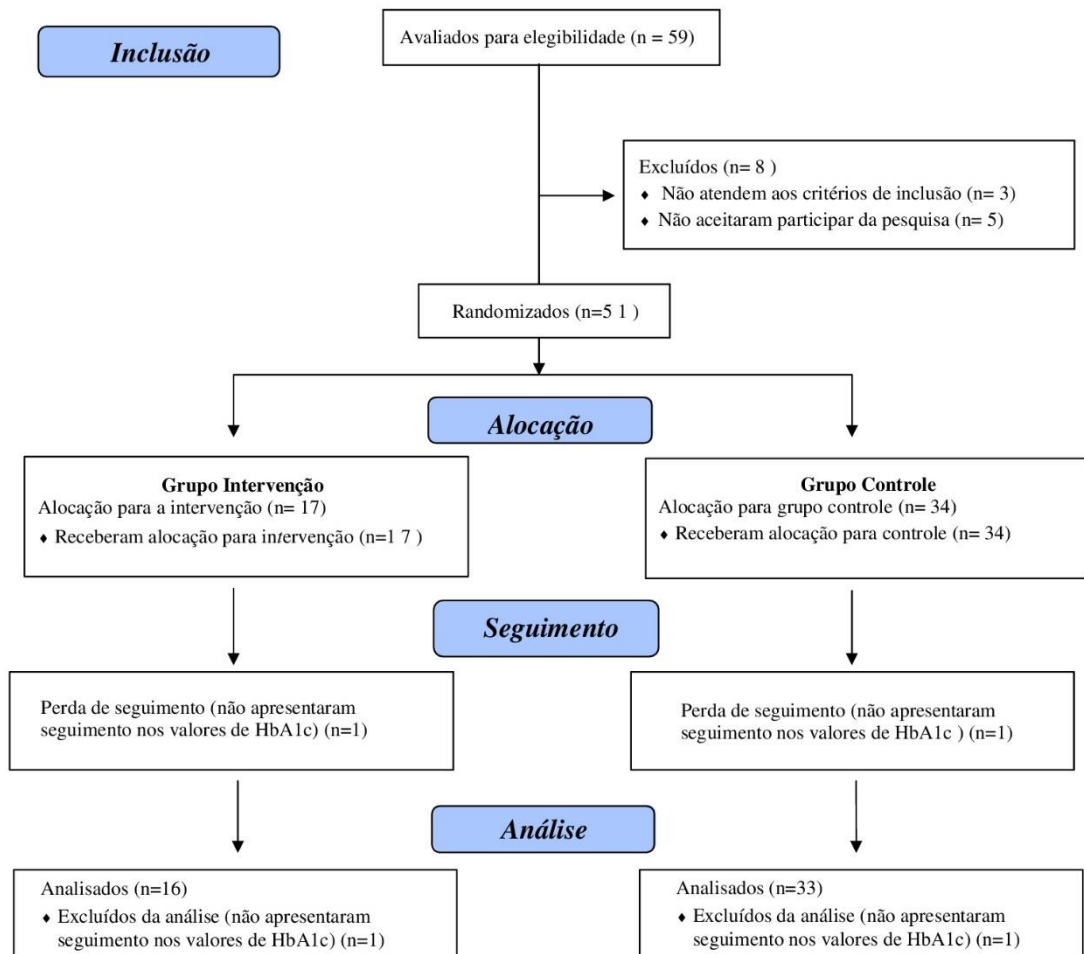 Inclusão
Avaliados para elegibilidade (n = 59)
Excluídos (n= 8 )
♦ Não atendem aos critérios de inclusão (n= 3)
♦ Não aceitaram participar da pesquisa (n= 5)
Randomizados (n=5 1 )
Alocação
Grupo Intervenção
Alocação para a intervenção (n= 17)
♦ Receberam alocação para intervenção (n=1 7 )
Grupo Controle
Alocação para grupo controle (n= 34)
♦ Receberam alocação para controle (n= 34)
Seguimento
Perda de seguimento (não apresentaram
seguimento nos valores de HbA1c) (n=1)
Perda de seguimento (não apresentaram
seguimento nos valores de HbA1c ) (n=1)
Análise
Analisados (n=16)
♦ Excluídos da análise (não apresentaram
seguimento nos valores de HbA1c) (n=1)
Analisados (n=33)
♦ Excluídos da análise (não apresentaram
seguimento nos valores de HbA1c) (n=1)